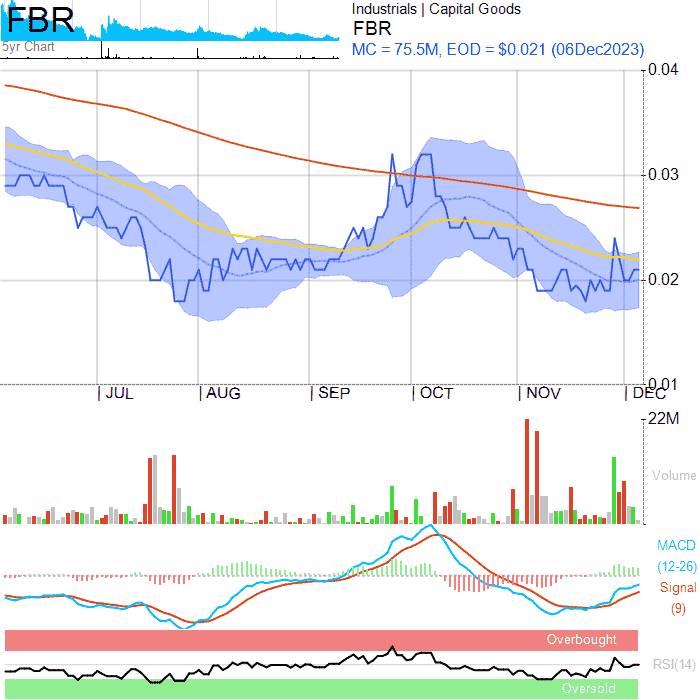 FBR
5yr Chart
Industrials | Capital Goods
FBR
MC = 75.5M, EOD = $0.021 (06Dec2023)
0.04
0.03
0.02
0.01
JUL AUG SEP OCT NOV DEC
22M
Volume
MACD
(12-26)
Signal
(9)
Overbought
RSI(14)
Oversold